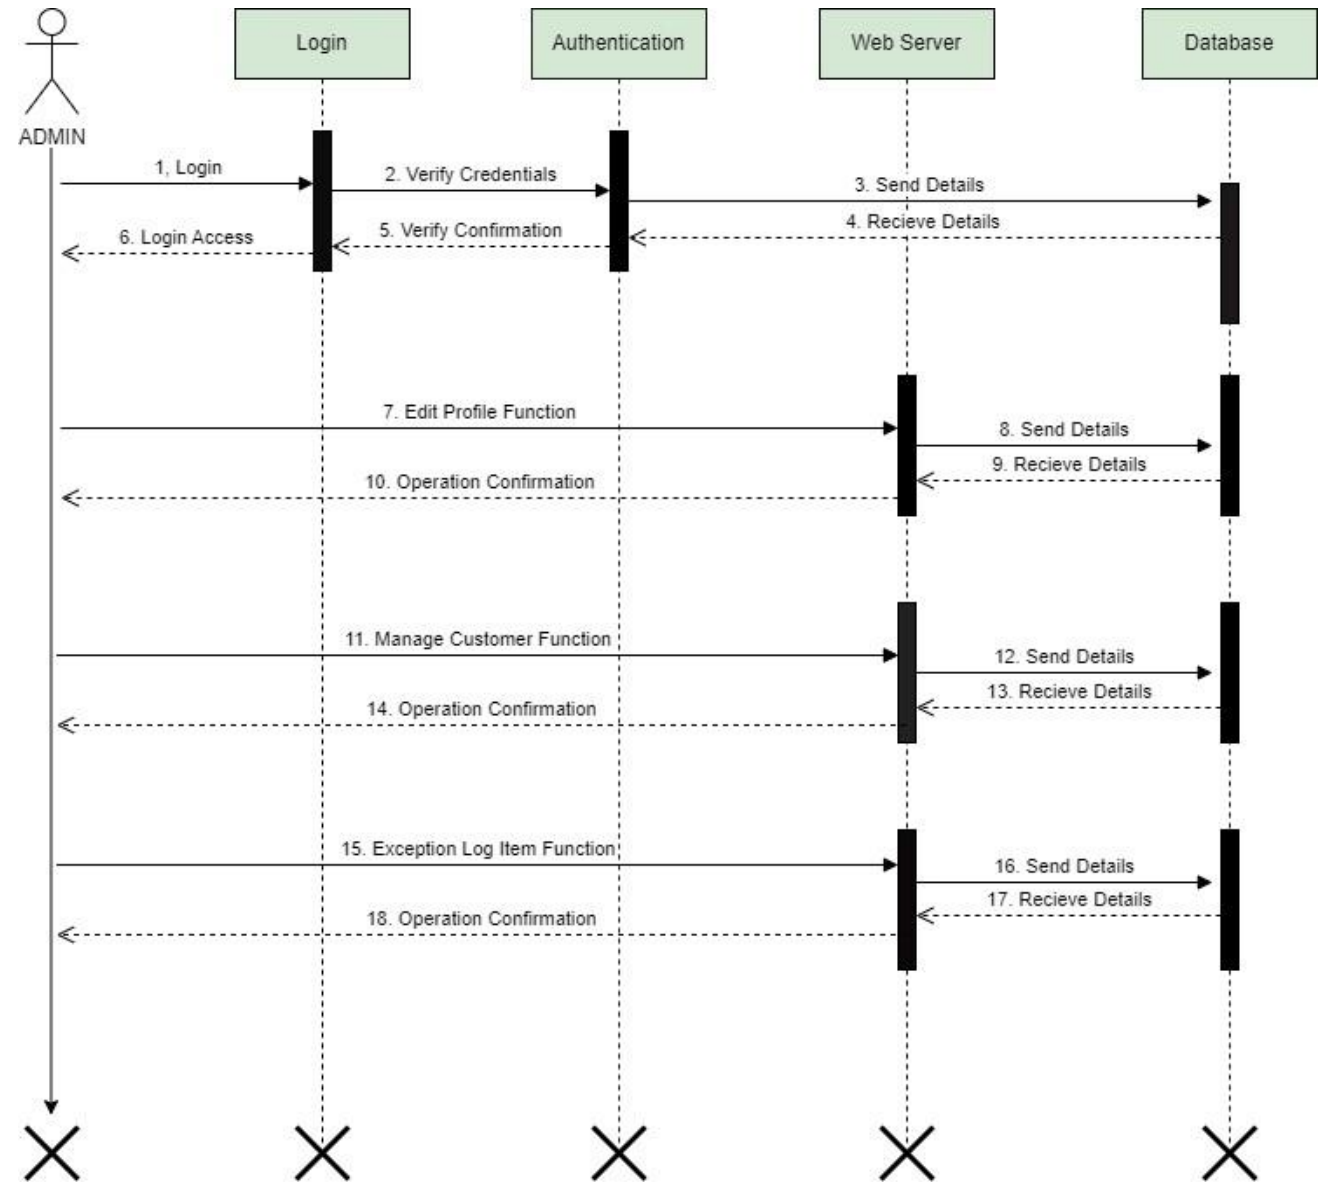 Login
Authentication
Web Server
Database
ADMIN
1, Login
2. Verify Credentials
3. Send Details
4. Recieve Details
5. Verify Confirmation
6. Login Access
7. Edit Profile Function
8. Send Details
9. Recieve Details
10. Operation Confirmation
11. Manage Customer Function
12. Send Details
13. Recieve Details
14. Operation Confirmation
15. Exception Log Item Function
16. Send Details
17. Recieve Details
18. Operation Confirmation